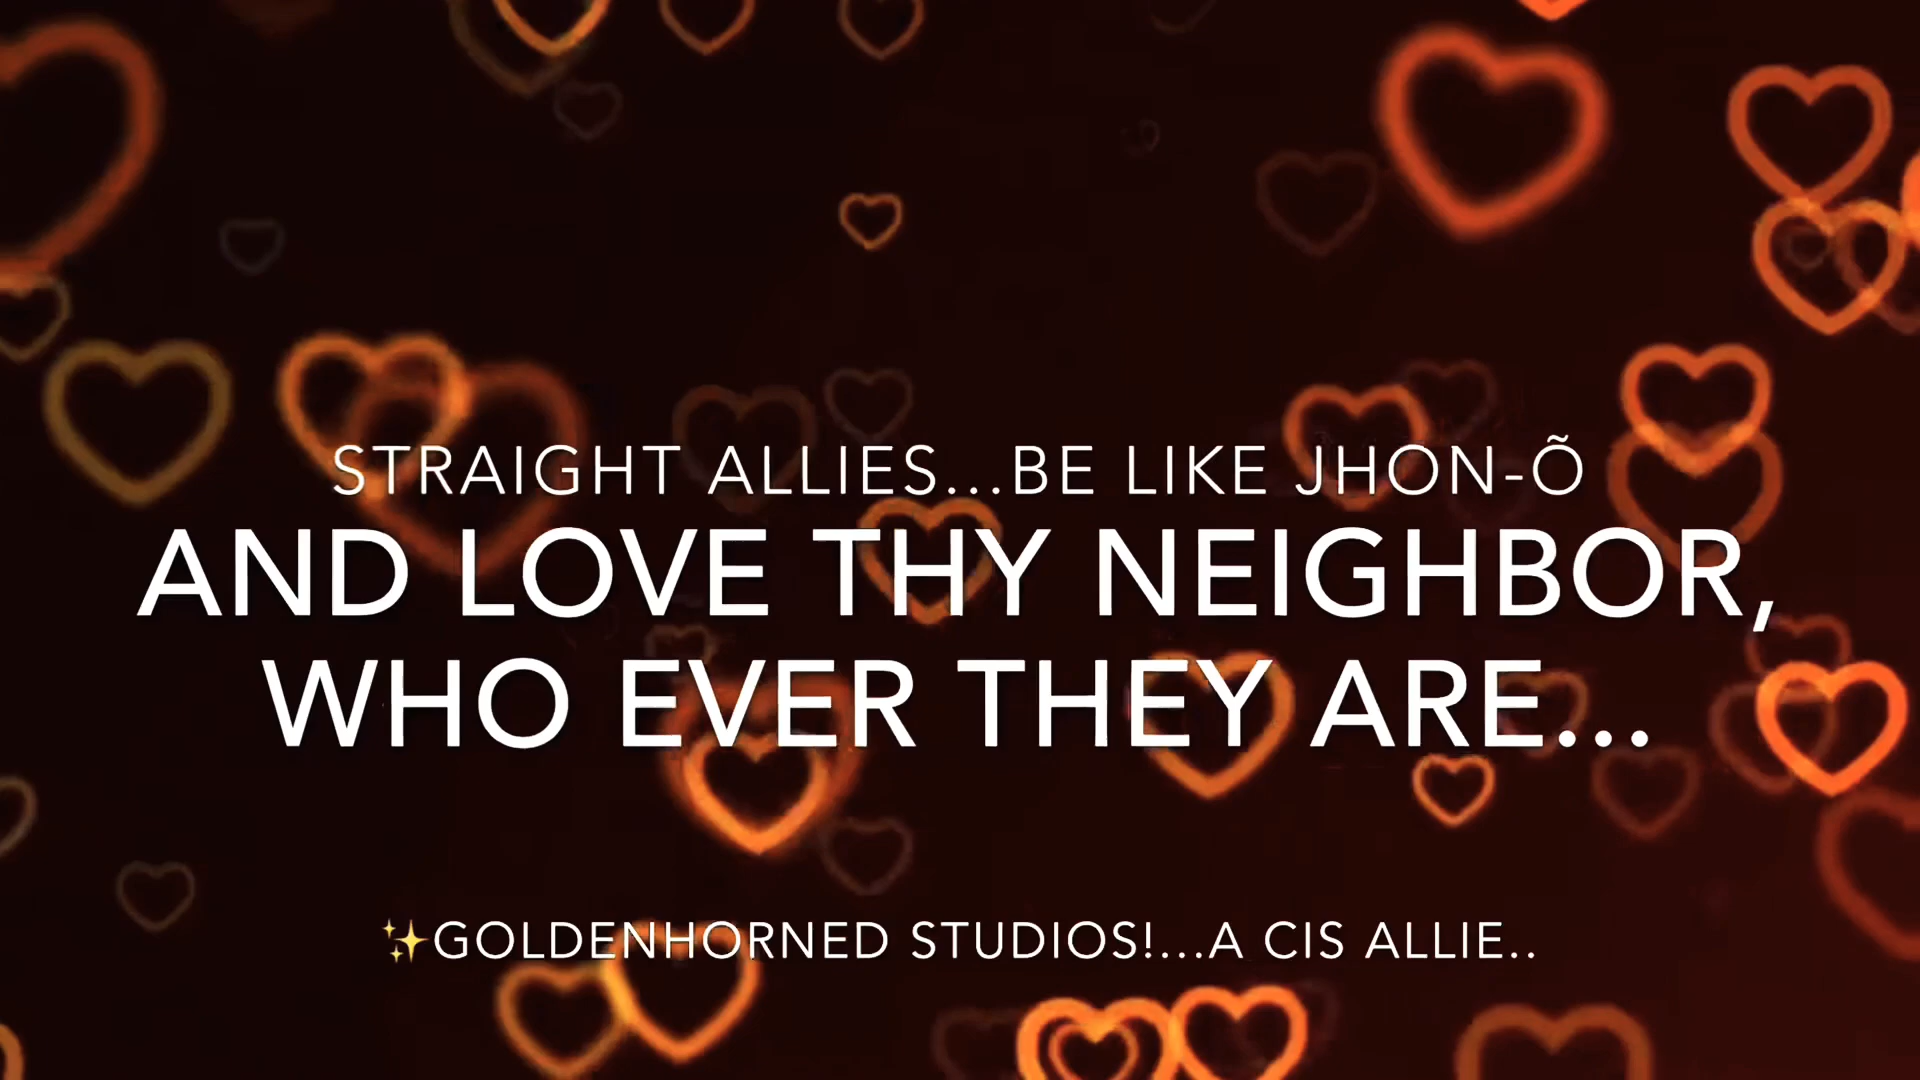 STRAIGHT ALLIES...BE LIKE JHON-Õ
AND LOVE THY NEIGHBOR,
WHO EVER THEY ARE...
✨GOLDENHORNED STUDIOS!...A CIS ALLIE..